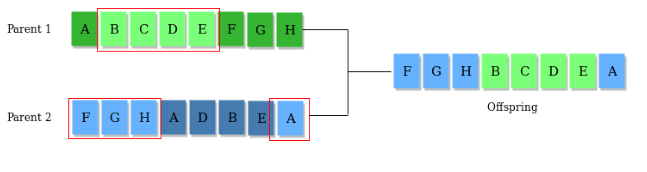 Parent 1 A B C D E F G H
F G H B C D E A
Offspring
Parent 2 F G H A D B E A